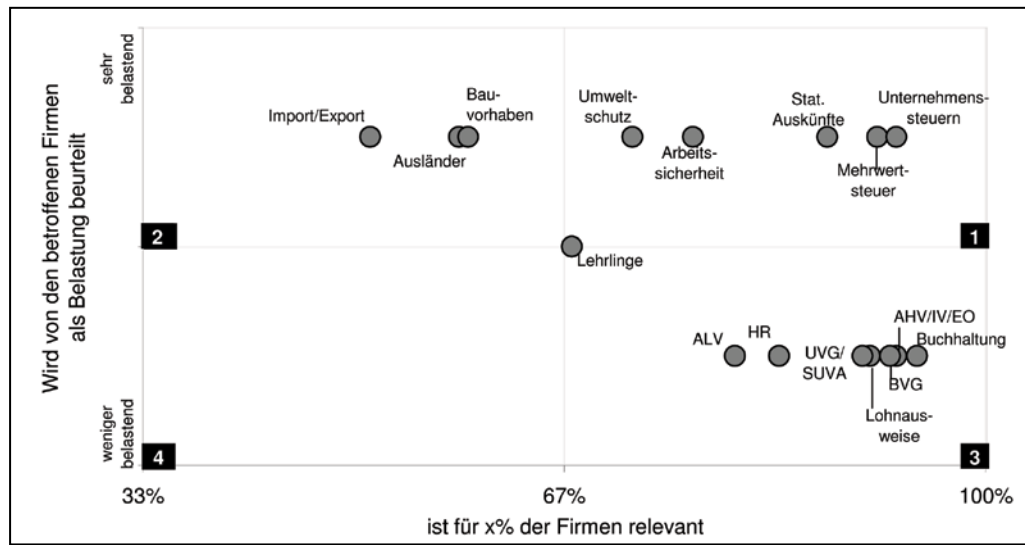 Wird von den betroffenen Firmen
als Belastung beurteilt
sehr
belastend
weniger
belastend
Import/Export
Bau-
vorhaben
Ausländer
Umwelt-
schutz
Arbeits-
sicherheit
Stat.
Auskünfte
Unternehmens-
steuern
Mehrwert-
steuer
2
1
Lehrlinge
ALV
HR
UVG/
SUVA
AHV/IV/EO
Buchhaltung
BVG
Lohnaus-
weise
4
3
33%
67%
100%
ist für x% der Firmen relevant